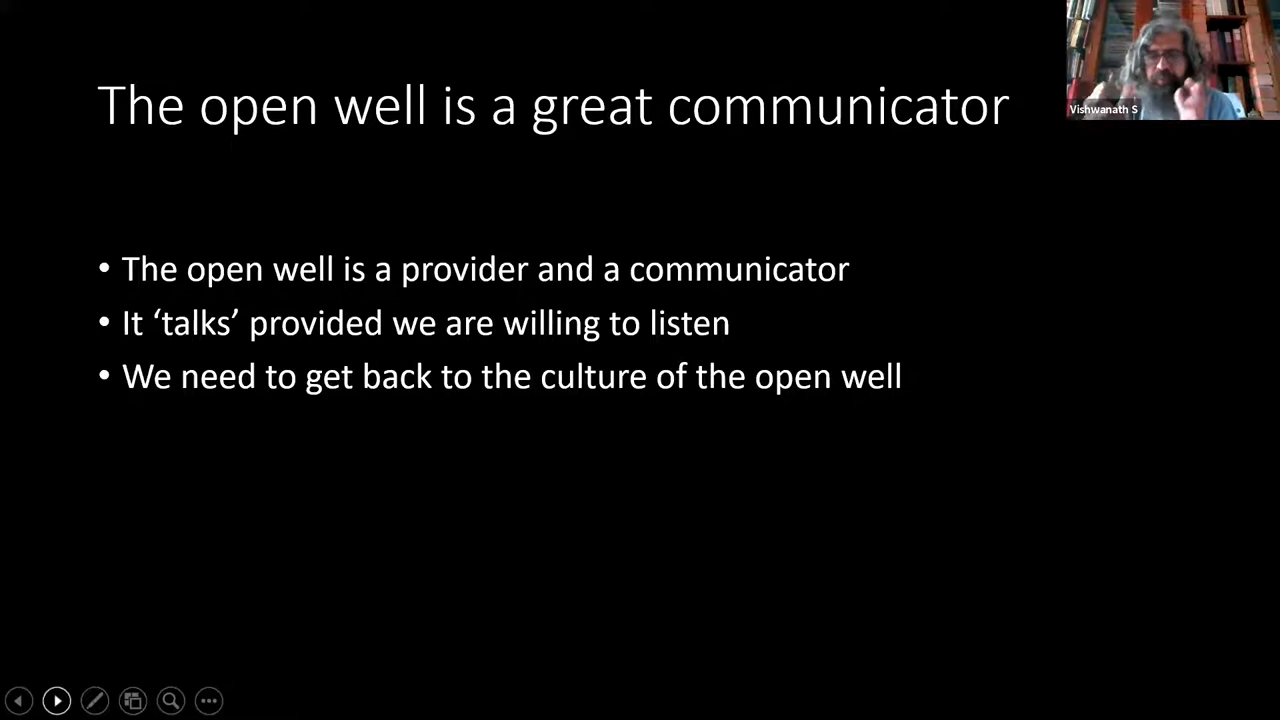 The open well is a great communicator
Vishwanath S
• The open well is a provider and a communicator
• It ‘talks’ provided we are willing to listen
• We need to get back to the culture of the open well